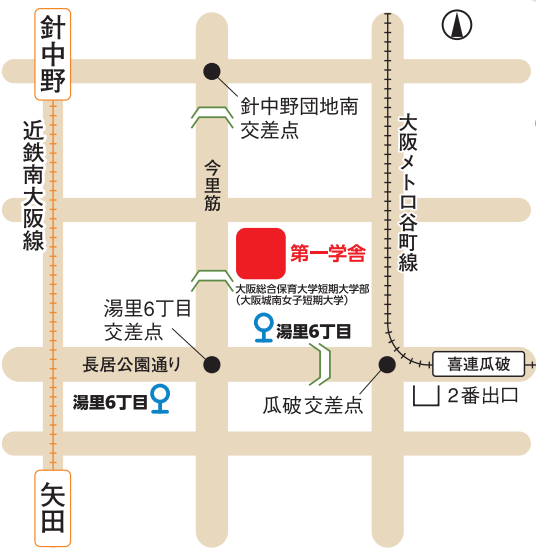 針中野
近鉄南大阪線
針中野団地南
交差点
大阪メトロ谷町線
今里筋
第一学舎
大阪総合保育大学短期大学部
（大阪城南女子短期大学）
湯里6丁目
交差点
湯里6丁目
長居公園通り
喜連瓜破
湯里6丁目
瓜破交差点
2番出口
矢田